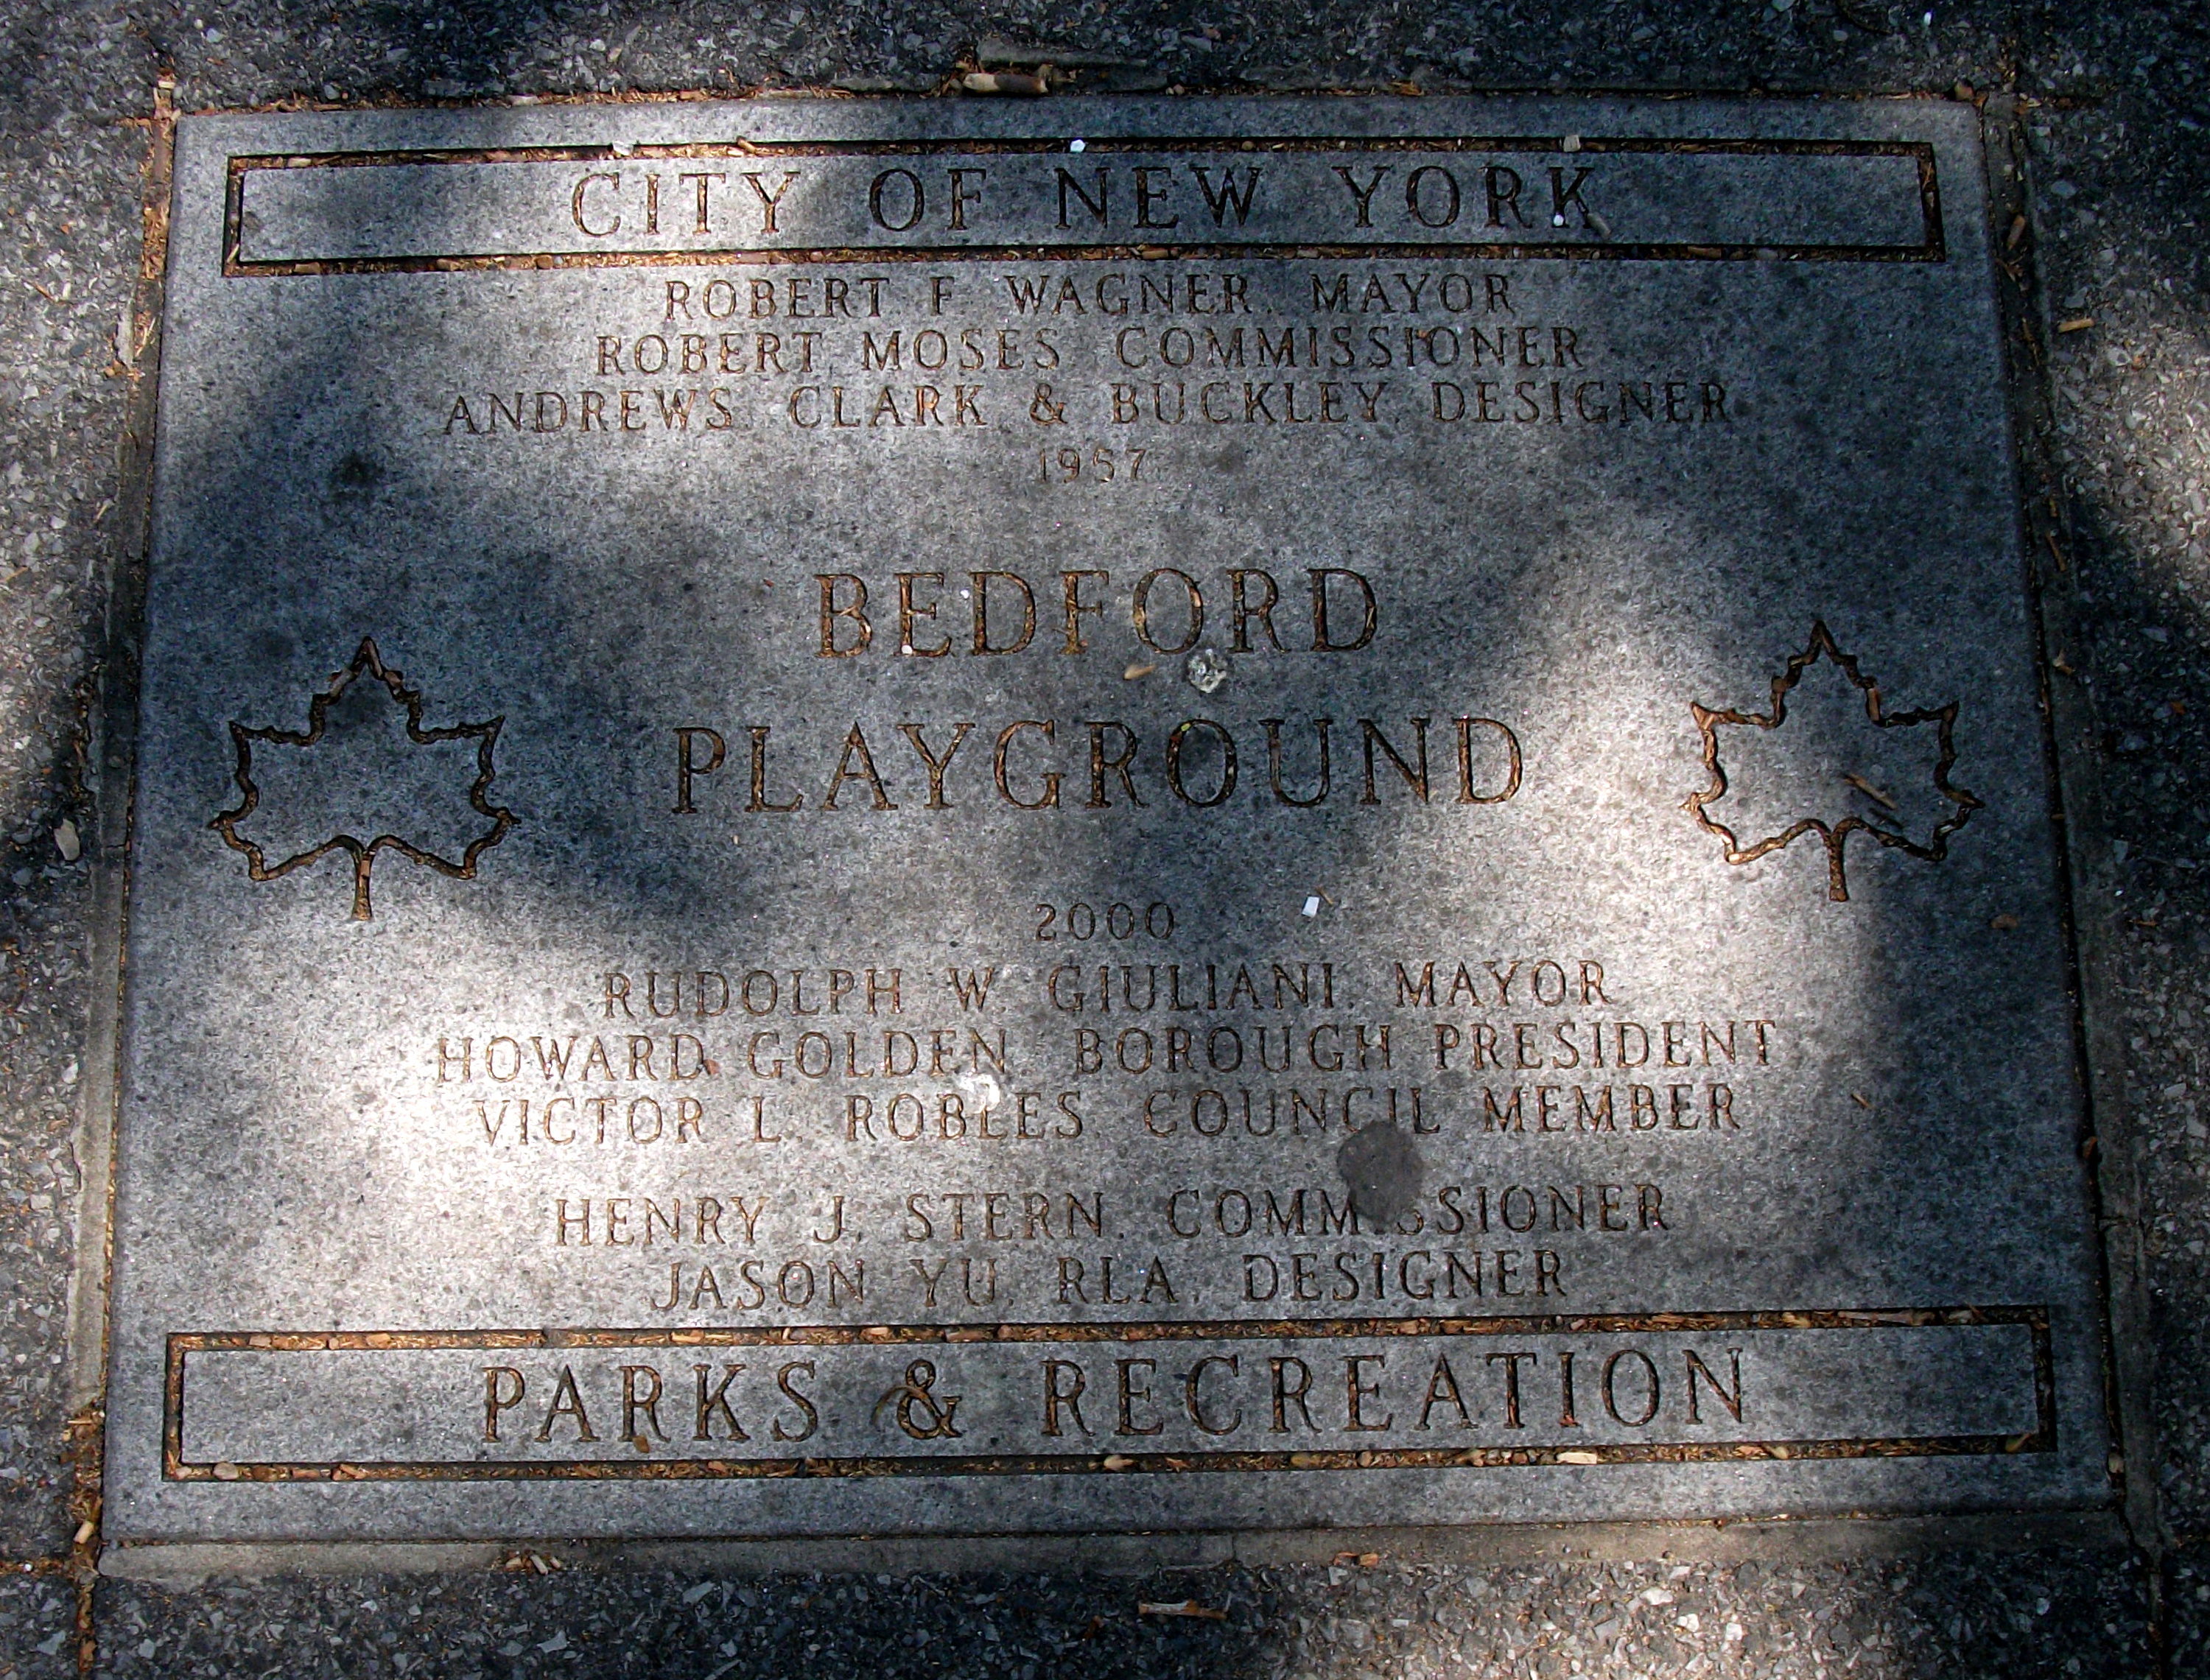 CITY OF NEW YORK
ROBERT F. WAGNER, MAYOR
ROBERT MOSES, COMMISSIONER
ANDREWS, CLARK & BUCKLEY, DESIGNER
1957
BEDFORD
PLAYGROUND
2000
RUDOLPH W. GIULIANI, MAYOR
HOWARD GOLDEN, BOROUGH PRESIDENT
VICTOR L. ROBLES, COUNCIL MEMBER
HENRY J. STERN, COMMISSIONER
JASON YU, RLA, DESIGNER
PARKS & RECREATION